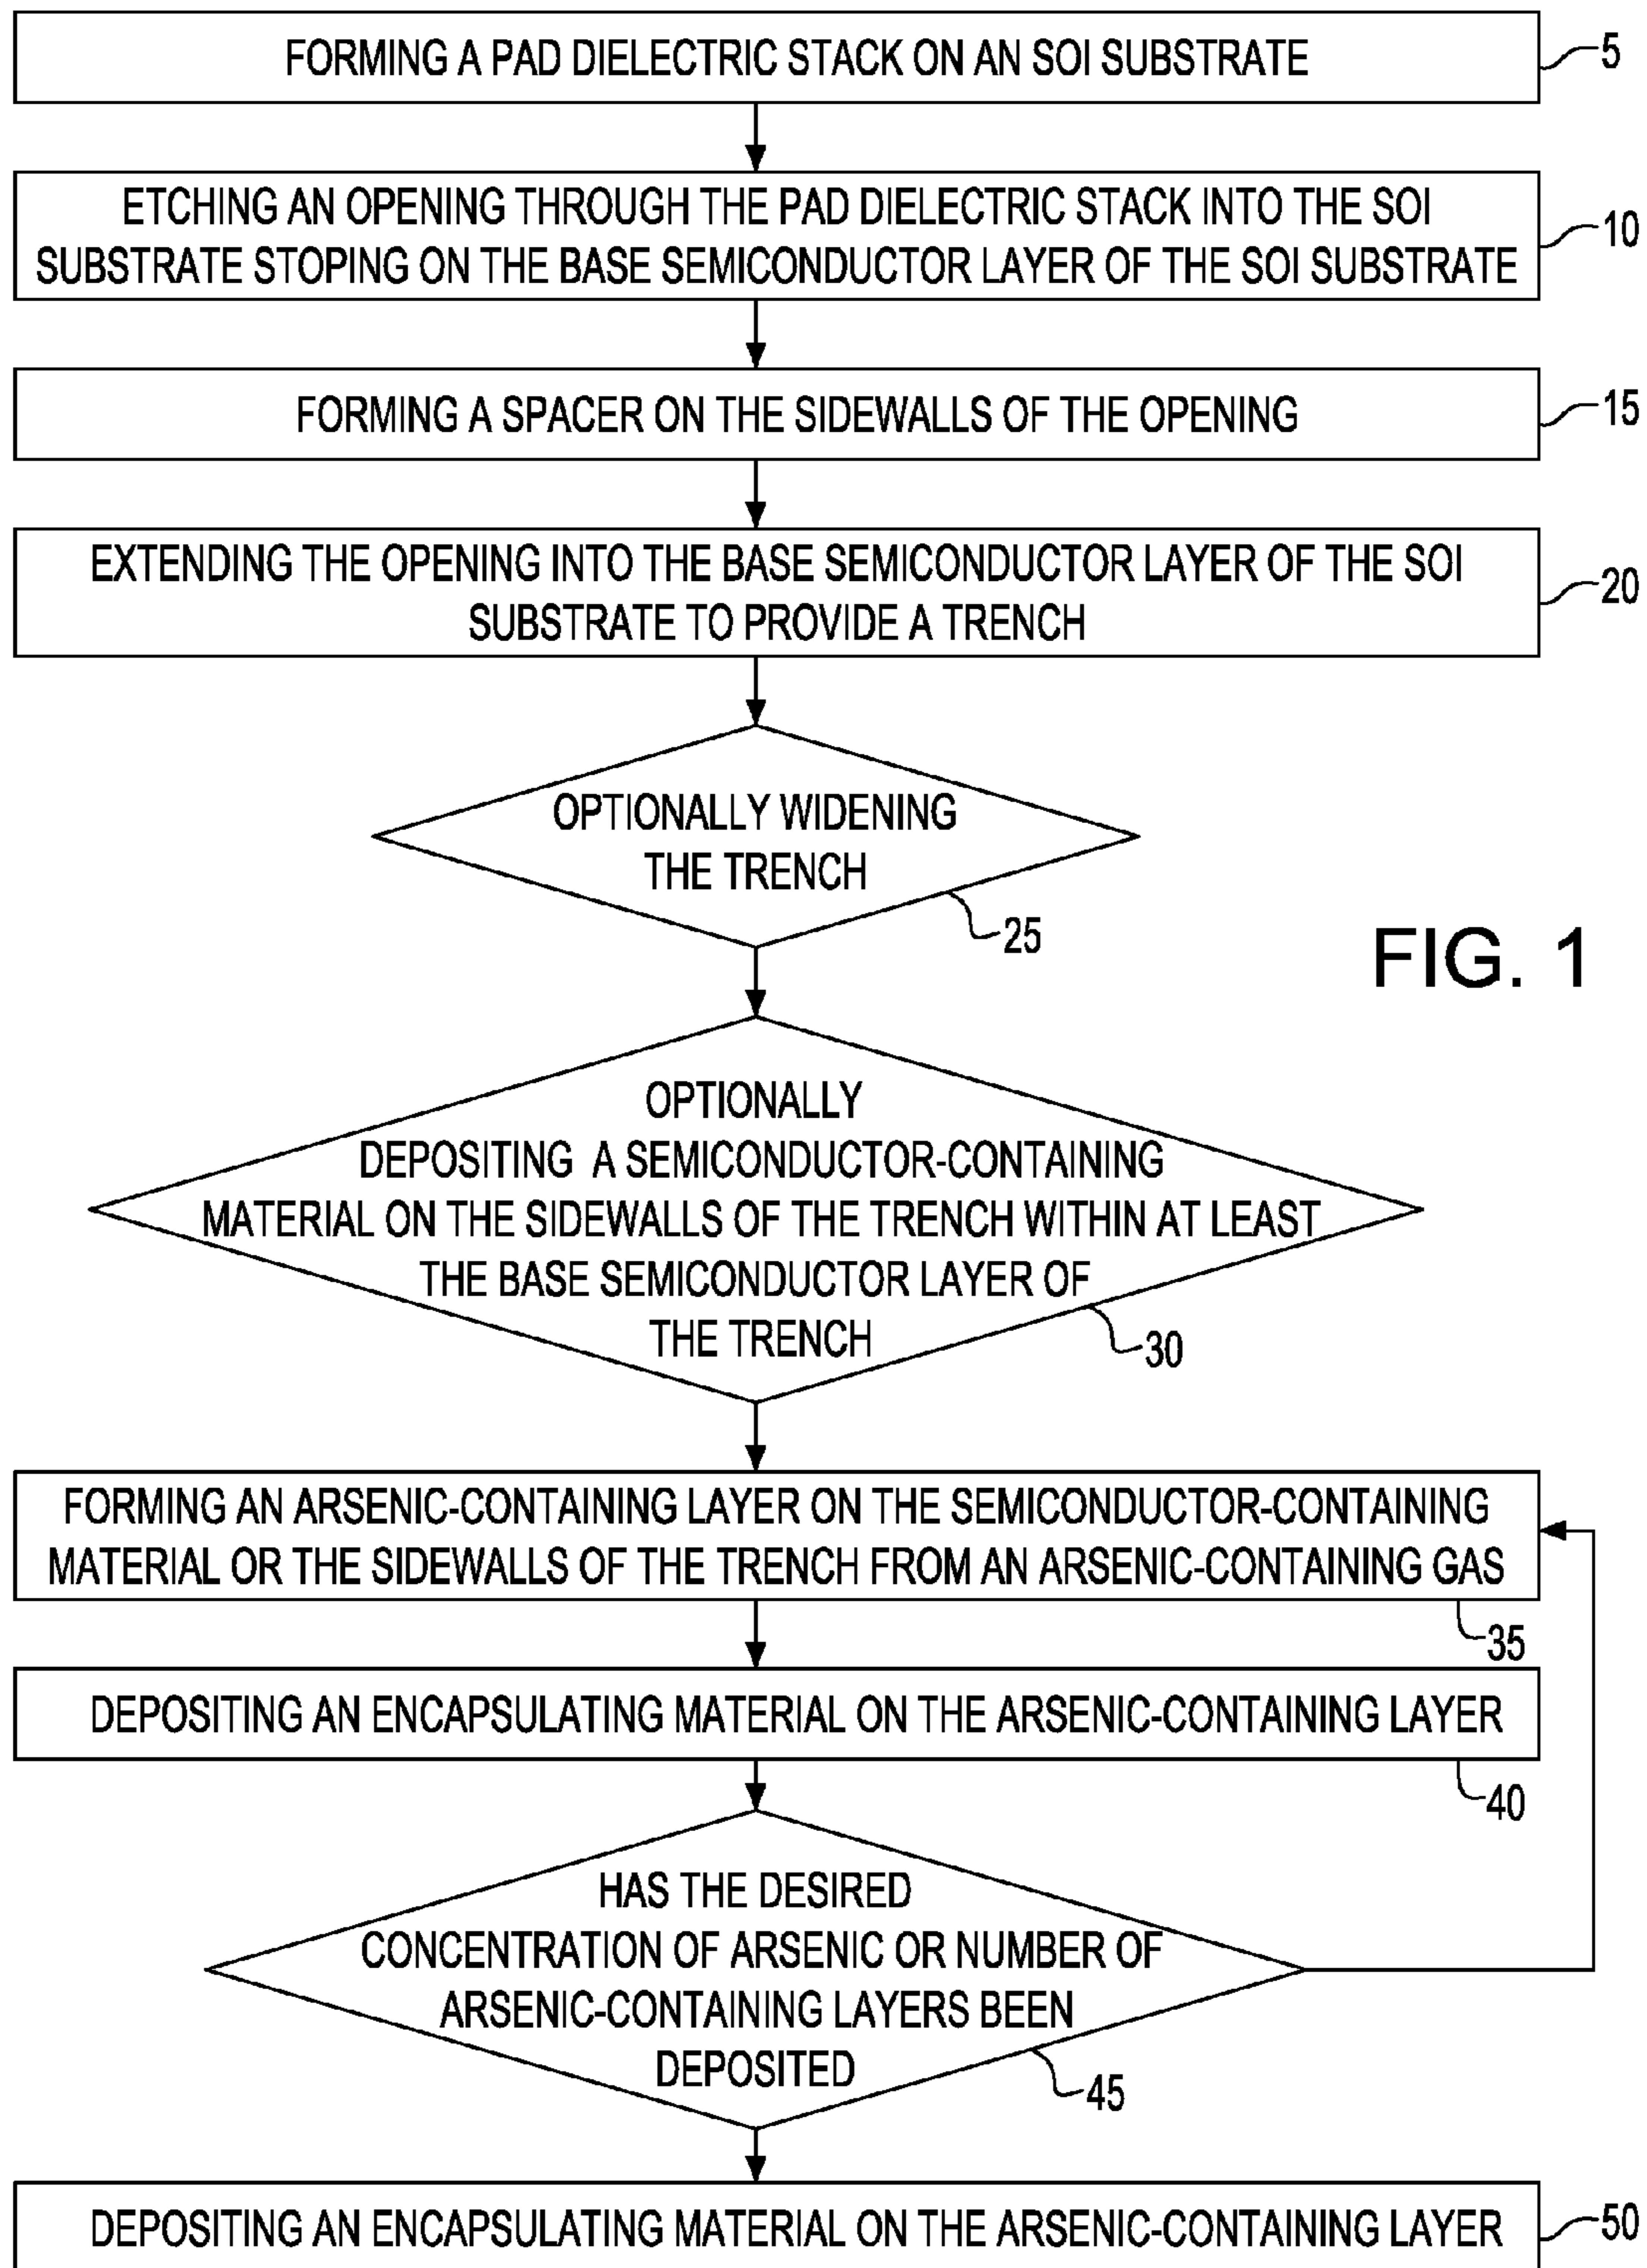 FORMING A PAD DIELECTRIC STACK ON AN SOI SUBSTRATE
5
ETCHING AN OPENING THROUGH THE PAD DIELECTRIC STACK INTO THE SOI
SUBSTRATE STOPING ON THE BASE SEMICONDUCTOR LAYER OF THE SOI SUBSTRATE
10
FORMING A SPACER ON THE SIDEWALLS OF THE OPENING
15
EXTENDING THE OPENING INTO THE BASE SEMICONDUCTOR LAYER OF THE SOI
SUBSTRATE TO PROVIDE A TRENCH
20
OPTIONALLY WIDENING
THE TRENCH
25
FIG. 1
OPTIONALLY
DEPOSITING A SEMICONDUCTOR-CONTAINING
MATERIAL ON THE SIDEWALLS OF THE TRENCH WITHIN AT LEAST
THE BASE SEMICONDUCTOR LAYER OF
THE TRENCH
30
FORMING AN ARSENIC-CONTAINING LAYER ON THE SEMICONDUCTOR-CONTAINING
MATERIAL OR THE SIDEWALLS OF THE TRENCH FROM AN ARSENIC-CONTAINING GAS
35
DEPOSITING AN ENCAPSULATING MATERIAL ON THE ARSENIC-CONTAINING LAYER
40
HAS THE DESIRED
CONCENTRATION OF ARSENIC OR NUMBER OF
ARSENIC-CONTAINING LAYERS BEEN
DEPOSITED
45
DEPOSITING AN ENCAPSULATING MATERIAL ON THE ARSENIC-CONTAINING LAYER
50